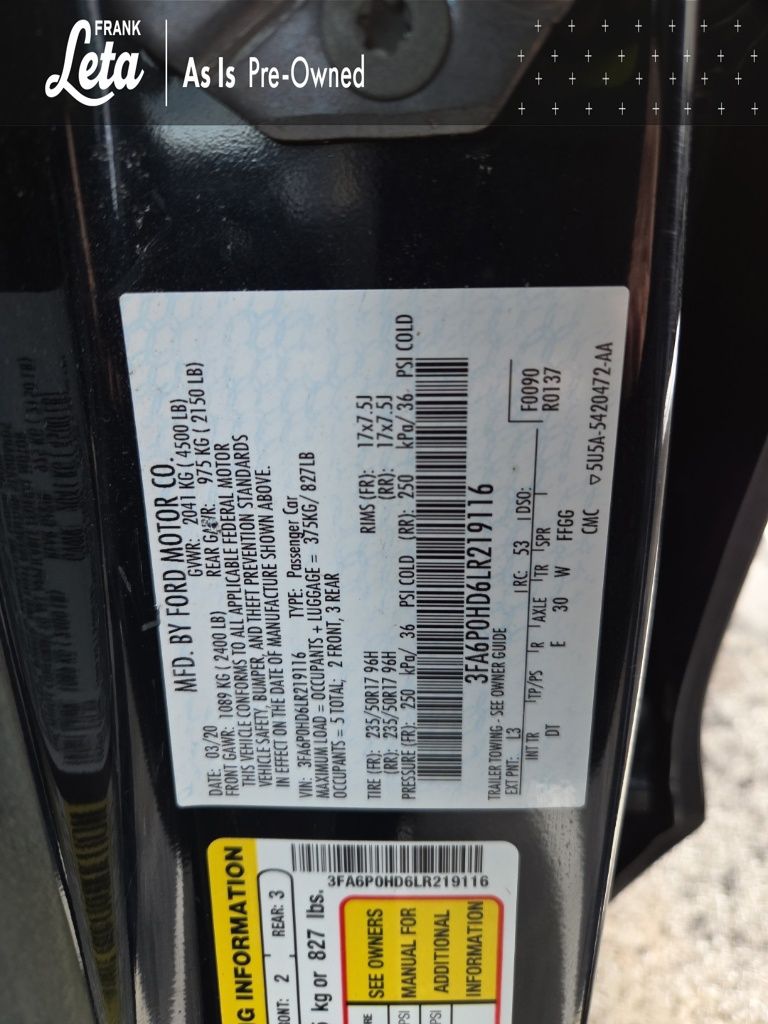 FRANK
Leta
As Is Pre-Owned
MFD. BY FORD MOTOR CO.
DATE: 03/20 GVWR: 2041 KG ( 4500 LB)
FRONT GAWR: 1089 KG ( 2400 LB) REAR GAWR: 975 KG ( 2150 LB)
THIS VEHICLE CONFORMS TO ALL APPLICABLE FEDERAL MOTOR
VEHICLE SAFETY, BUMPER, AND THEFT PREVENTION STANDARDS
IN EFFECT ON THE DATE OF MANUFACTURE SHOWN ABOVE.
VIN: 3FA6P0HD6LR219116 TYPE: Passenger Car
MAXIMUM LOAD = OCCUPANTS + LUGGAGE = 375KG/ 827LB
OCCUPANTS = 5 TOTAL; 2 FRONT, 3 REAR
TIRE (FR): 235/50R17 96H RIMS (FR): 17x7.5J
(RR): 235/50R17 96H (RR): 17x7.5J
PRESSURE (FR): 250 kPa/ 36 PSI COLD (RR): 250 kPa/ 36 PSI COLD
3FA6P0HD6LR219116
TRAILER TOWING - SEE OWNER GUIDE
EXT PNT: L3 RC: 53 DSO: F0090
R0137
INT TR TP/PS R AXLE TR SPR
DT E 30 W FFGG
CMC 5U5A-5420472-AA
3FA6P0HD6LR219116
INFORMATION
2 REAR: 3
kg or 827 lbs.
SEE OWNERS
MANUAL FOR
ADDITIONAL
INFORMATION
PSI
PSI